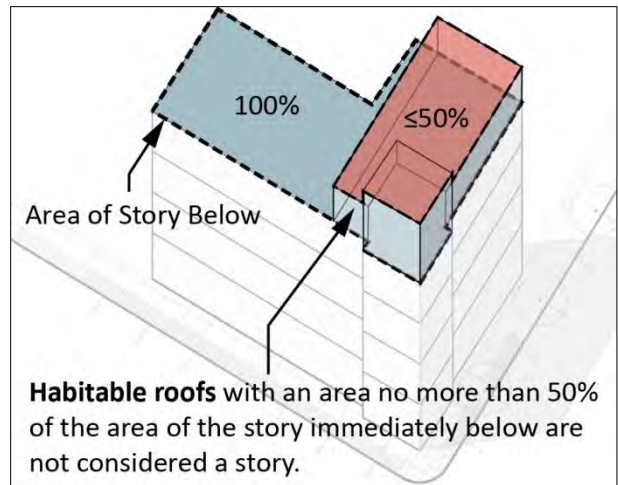 100%
≤50%
Area of Story Below
Habitable roofs with an area no more than 50%
of the area of the story immediately below are
not considered a story.